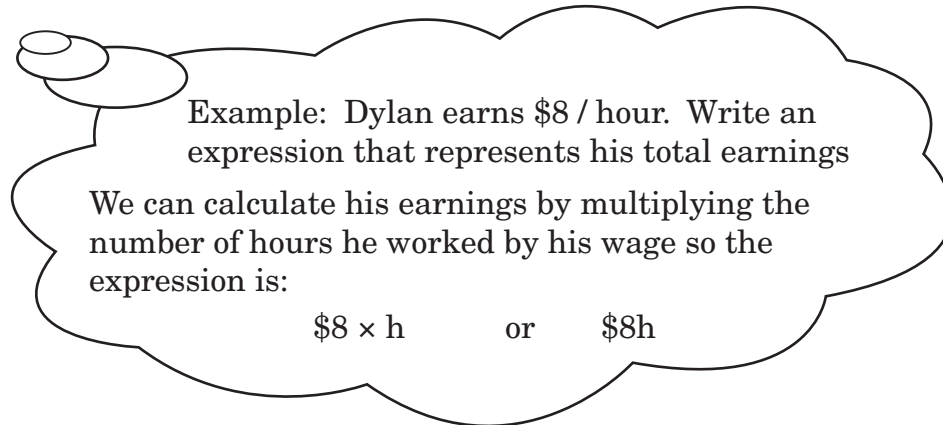 Example: Dylan earns $8 / hour. Write an
expression that represents his total earnings
We can calculate his earnings by multiplying the
number of hours he worked by his wage so the
expression is:
$8 × h or $8h